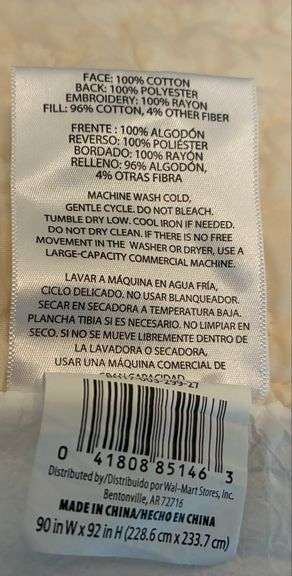 FACE: 100% COTTON
BACK: 100% POLYESTER
EMBROIDERY: 100% RAYON
FILL: 96% COTTON, 4% OTHER FIBER
FRENTE : 100% ALGODÓN
REVERSO: 100% POLIÉSTER
BORDADO: 100% RAYÓN
RELLENO: 96% ALGODÓN,
4% OTRAS FIBRA
MACHINE WASH COLD,
GENTLE CYCLE. DO NOT BLEACH.
TUMBLE DRY LOW. COOL IRON IF NEEDED.
DO NOT DRY CLEAN. IF THERE IS NO FREE
MOVEMENT IN THE WASHER OR DRYER, USE A
LARGE-CAPACITY COMMERCIAL MACHINE.
LAVAR A MÁQUINA EN AGUA FRÍA,
CICLO DELICADO. NO USAR BLANQUEADOR.
SECAR EN SECADORA A TEMPERATURA BAJA.
PLANCHA TIBIA SI ES NECESARIO. NO LIMPIAR EN
SECO. SI NO SE MUEVE LIBREMENTE DENTRO DE
LA LAVADORA O SECADORA,
USAR UNA MÁQUINA COMERCIAL DE
0 41808 85146 3
Distributed by/Distribuido por Wal-Mart Stores, Inc.
Bentonville, AR 72716
MADE IN CHINA/HECHO EN CHINA
90 in W x 92 in H (228.6 cm x 233.7 cm)